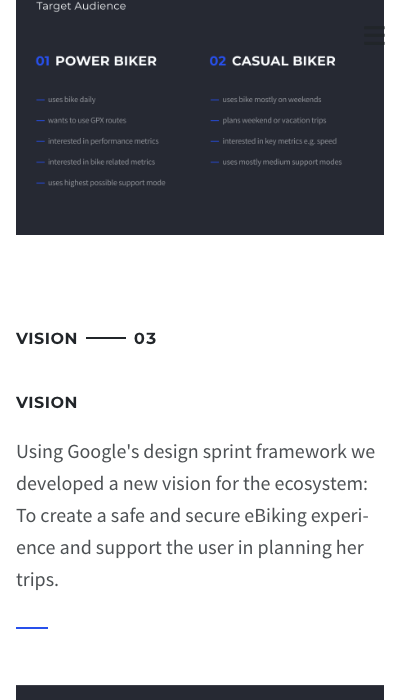 Target Audience
01 POWER BIKER
— uses bike daily
— wants to use GPX routes
— interested in performance metrics
— interested in bike related metrics
— uses highest possible support mode
02 CASUAL BIKER
— uses bike mostly on weekends
— plans weekend or vacation trips
— interested in key metrics e.g. speed
— uses mostly medium support modes
VISION — 03
VISION
Using Google's design sprint framework we
developed a new vision for the ecosystem:
To create a safe and secure eBiking experi-
ence and support the user in planning her
trips.